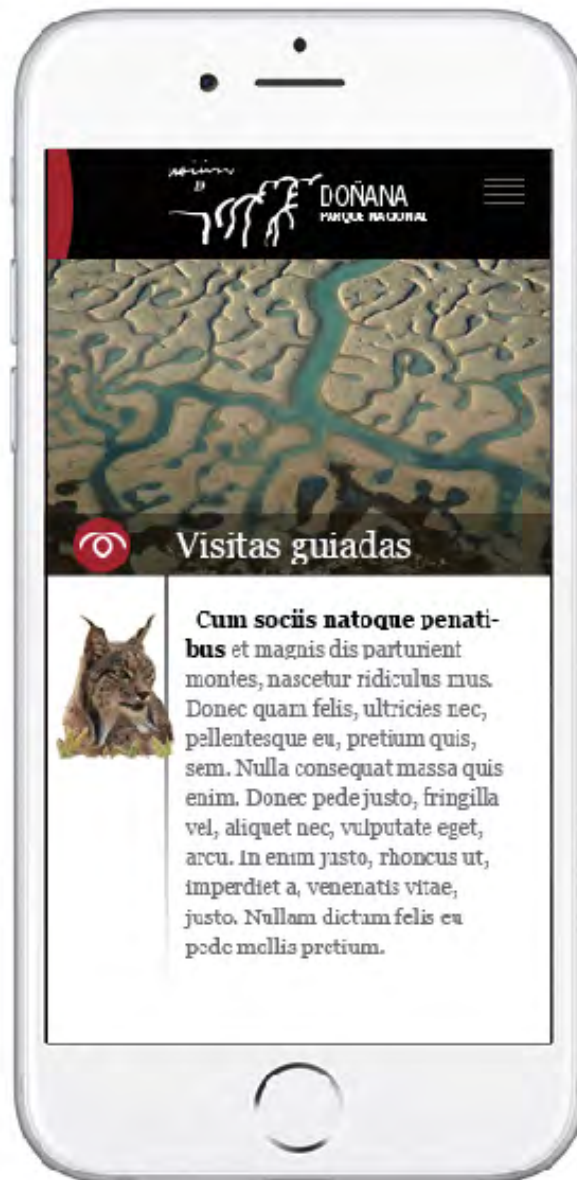 DOÑANA
PARQUE NACIONAL
Visitas guiadas
Cum sociis natoque penati-
bus et magnis dis parturient
montes, nascetur ridiculus mus.
Donec quam felis, ultricies nec,
pellentesque eu, pretium quis,
sem. Nulla consequat massa quis
enim. Donec pede justo, fringilla
vel, aliquet nec, vulputate eget,
arcu. In enim justo, rhoncus ut,
imperdiet a, venenatis vitae,
justo. Nullam dictum felis eu
pede mollis pretium.